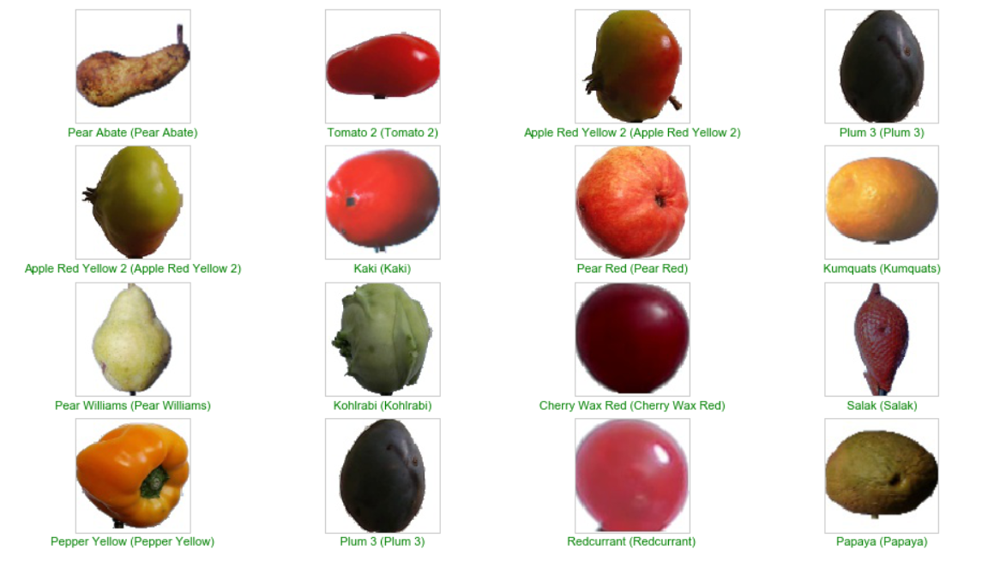 Pear Abate (Pear Abate)
Tomato 2 (Tomato 2)
Apple Red Yellow 2 (Apple Red Yellow 2)
Plum 3 (Plum 3)
Apple Red Yellow 2 (Apple Red Yellow 2)
Kaki (Kaki)
Pear Red (Pear Red)
Kumquats (Kumquats)
Pear Williams (Pear Williams)
Kohlrabi (Kohlrabi)
Cherry Wax Red (Cherry Wax Red)
Salak (Salak)
Pepper Yellow (Pepper Yellow)
Plum 3 (Plum 3)
Redcurrant (Redcurrant)
Papaya (Papaya)